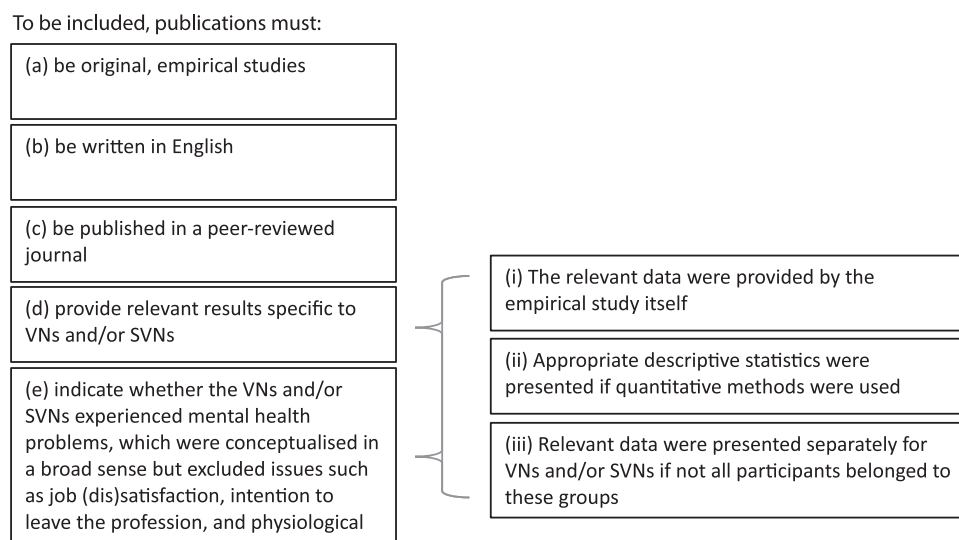 To be included, publications must:
(a) be original, empirical studies
(b) be written in English
(c) be published in a peer-reviewed
journal
(d) provide relevant results specific to
VNs and/or SVNs
(e) indicate whether the VNs and/or
SVNs experienced mental health
problems, which were conceptualised in
a broad sense but excluded issues such
as job (dis)satisfaction, intention to
leave the profession, and physiological
(i) The relevant data were provided by the
empirical study itself
(ii) Appropriate descriptive statistics were
presented if quantitative methods were used
(iii) Relevant data were presented separately for
VNs and/or SVNs if not all participants belonged to
these groups